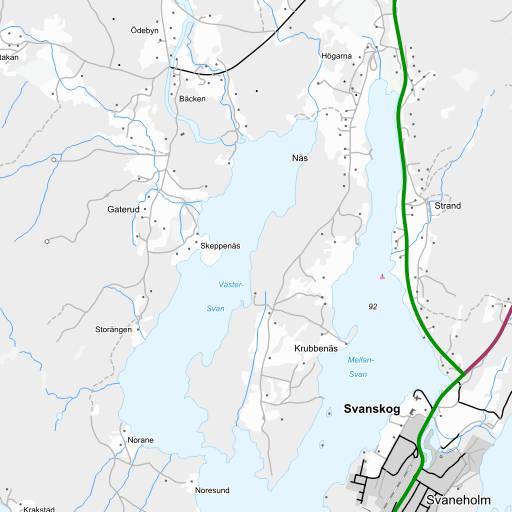 Ödebyn
Högarna
takan
Bäcken
Näs
Gaterud
Strand
Skeppenäs
Väster-
Svan
92
Storängen
Krubbenäs
Mellan-
Svan
Svanskog
Norane
Noresund
Svaneholm
Krakstad